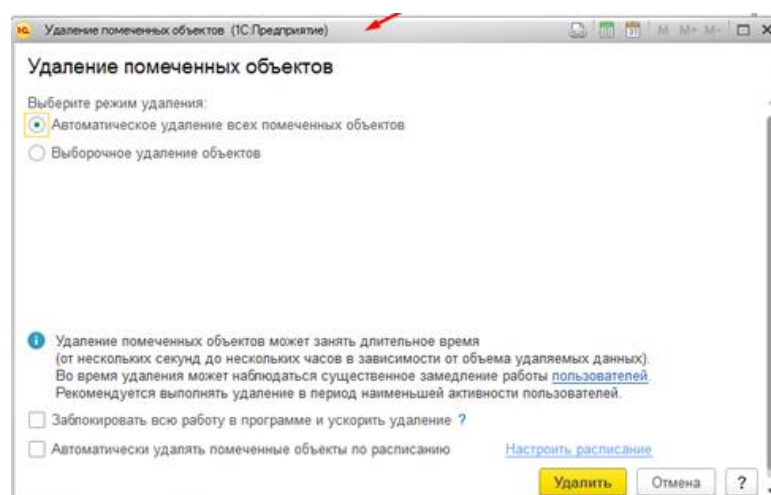 1С Удаление помеченных объектов (1С:Предприятие) 31 M M+ M-
Удаление помеченных объектов
Выберите режим удаления:
Автоматическое удаление всех помеченных объектов
Выборочное удаление объектов
Удаление помеченных объектов может занять длительное время
(от нескольких секунд до нескольких часов в зависимости от объема удаляемых данных).
Во время удаления может наблюдаться существенное замедление работы пользователей.
Рекомендуется выполнять удаление в период наименьшей активности пользователей.
Заблокировать всю работу в программе и ускорить удаление ?
Автоматически удалять помеченные объекты по расписанию Настроить расписание
Удалить Отмена ?